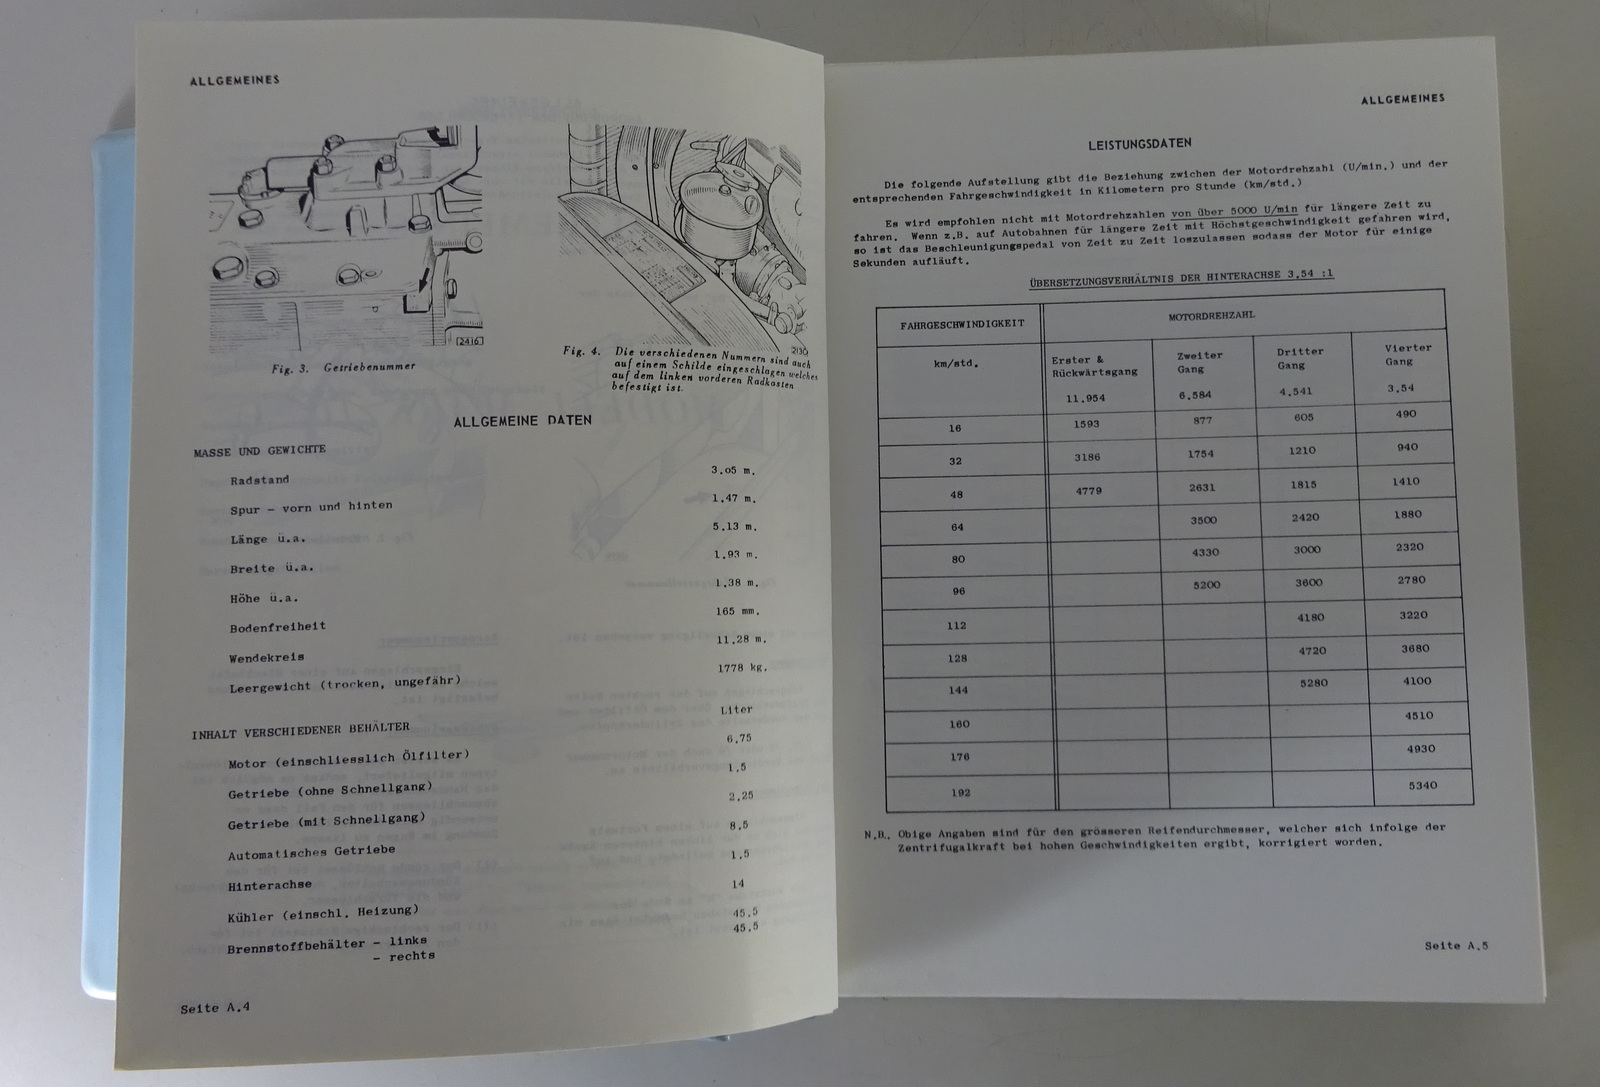 ALLGEMEINES
2416
Fig. 3. Getriebenummer
2130
Fig. 4. Die verschiedenen Nummern sind auch
auf einem Schilde eingeschlagen welches
auf dem linken vorderen Radkasten
befestigt ist.
ALLGEMEINE DATEN
MASSE UND GEWICHTE
Radstand 3.05 m.
Spur - vorn und hinten 1.47 m.
Länge ü.a. 5.13 m.
Breite ü.a. 1.93 m.
Höhe ü.a. 1.38 m.
Bodenfreiheit 165 mm.
Wendekreis 11.28 m.
Leergewicht (trocken, ungefähr) 1778 kg.
INHALT VERSCHIEDENER BEHÄLTER Liter
Motor (einschliesslich Ölfilter) 6,75
Getriebe (ohne Schnellgang) 1,5
Getriebe (mit Schnellgang) 2,25
Automatisches Getriebe 8,5
Hinterachse 1,5
Kühler (einschl. Heizung) 14
Brennstoffbehälter - links 45,5
- rechts 45,5
Seite A.4
ALLGEMEINES
LEISTUNGSDATEN
Die folgende Aufstellung gibt die Beziehung zwichen der Motordrehzahl (U/min.) und der
entsprechenden Fahrgeschwindigkeit in Kilometern pro Stunde (km/std.)
Es wird empfohlen nicht mit Motordrehzahlen von über 5000 U/min für längere Zeit zu
fahren. Wenn z.B. auf Autobahnen für längere Zeit mit Höchstgeschwindigkeit gefahren wird,
so ist das Beschleunigungspedal von Zeit zu Zeit loszulassen sodass der Motor für einige
Sekunden aufläuft.
ÜBERSETZUNGSVERHÄLTNIS DER HINTERACHSE 3.54 :1
FAHRGESCHWINDIGKEIT MOTORDREHZAHL
km/std. Erster & Zweiter Dritter Vierter
Rückwärtsgang Gang Gang Gang
11.954 6.584 4.541 3.54
16 1593 877 605 490
32 3186 1754 1210 940
48 4779 2631 1815 1410
64 3500 2420 1880
80 4330 3000 2320
96 5200 3600 2780
112 4180 3220
128 4720 3680
144 5280 4100
160 4510
176 4930
192 5340
N.B. Obige Angaben sind für den grösseren Reifendurchmesser, welcher sich infolge der
Zentrifugalkraft bei hohen Geschwindigkeiten ergibt, korrigiert worden.
Seite A.5